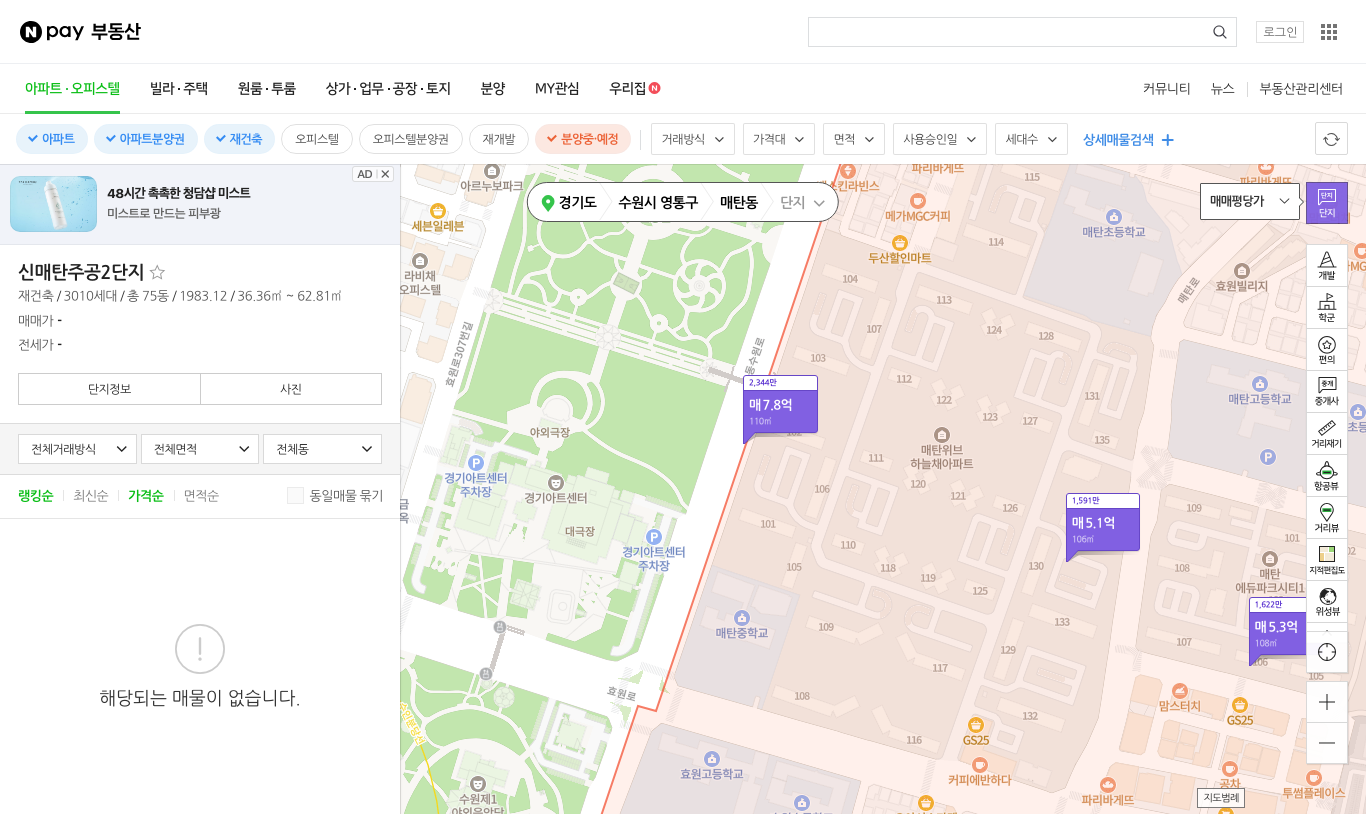 N pay 부동산
로그인
아파트 · 오피스텔
빌라 · 주택
원룸 · 투룸
상가 · 업무 · 공장 · 토지
분양
MY관심
우리집 N
커뮤니티
뉴스
부동산관리센터
아파트
아파트분양권
재건축
오피스텔
오피스텔분양권
재개발
분양중·예정
거래방식
가격대
면적
사용승인일
세대수
상세매물검색
AD
48시간 촉촉한 청담샵 미스트
미스트로 만드는 피부광
신매탄주공2단지
재건축 / 3010세대 / 총 75동 / 1983.12 / 36.36㎡ ~ 62.81㎡
매매가 -
전세가 -
단지정보
사진
전체거래방식
전체면적
전체동
랭킹순
최신순
가격순
면적순
동일매물 묶기
해당되는 매물이 없습니다.
경기도
수원시 영통구
매탄동
단지
매매평당가
단지
단지
개발
학군
편의
중개
중개사
거리재기
항공뷰
거리뷰
지적편집도
위성뷰
지도범례
아르누보파크
세븐일레븐
라비채
오피스텔
효원로307번길
동수원로
야외극장
P
경기아트센터
주차장
경기아트센터
대극장
P
경기아트센터
주차장
금
옥
효원로
수원제1
야외음악당
파리바게뜨
메가MGC커피
두산할인마트
114
매탄초등학교
파리바게뜨
매탄로
효원빌리지
104
113
107
124
128
103
112
131
122
123
127
매탄고등학교
P
2,344만
매7.8억
110㎡
매탄위브
하늘채아파트
135
111
120
106
121
126
101
109
1,591만
매5.1억
106㎡
110
105
118
119
125
108
매탄
에듀파크시티1
1,622만
매5.3억
108㎡
106
매탄중학교
109
133
107
129
117
105
108
132
116
맘스터치
GS25
GS25
커피에반하다
파리바게뜨
공차
투썸플레이스
효원고등학교